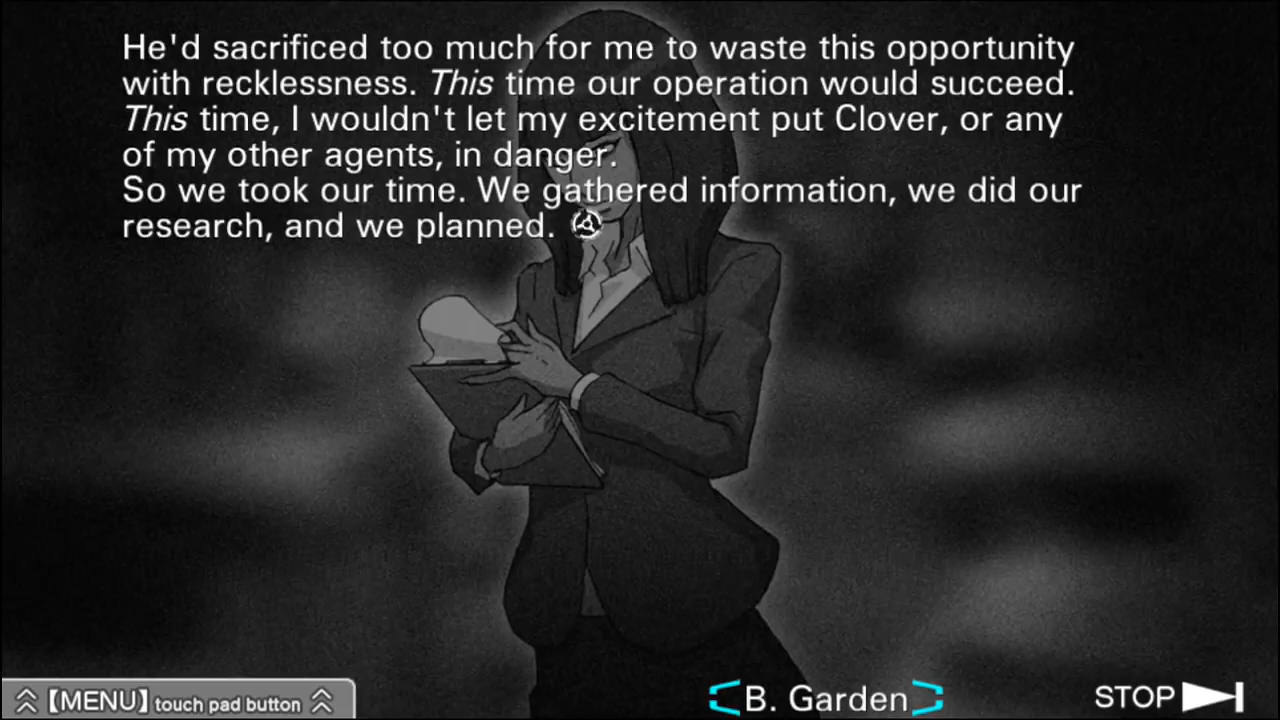 He'd sacrificed too much for me to waste this opportunity
with recklessness. This time our operation would succeed.
This time, I wouldn't let my excitement put Clover, or any
of my other agents, in danger.
So we took our time. We gathered information, we did our
research, and we planned.
【MENU】touch pad button
B. Garden
STOP